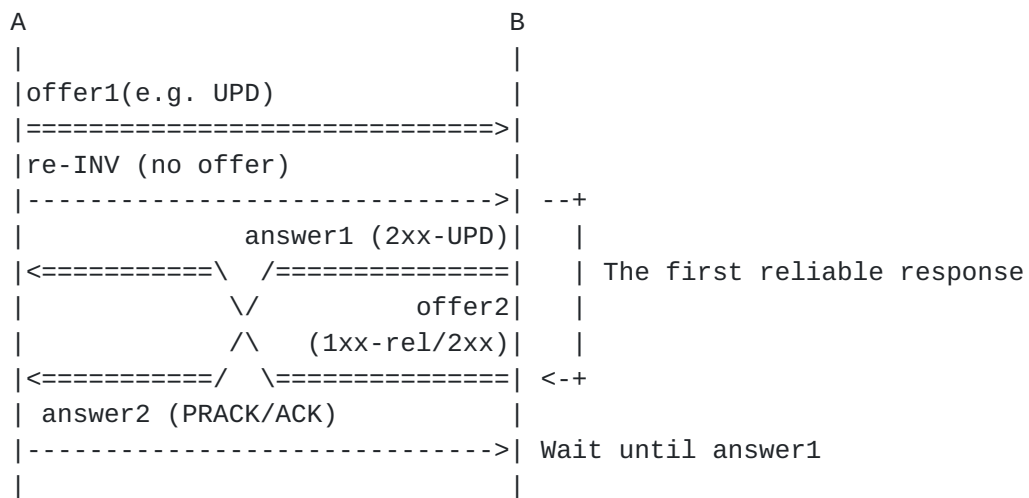 A                               B
|                               |
|offer1(e.g. UPD)               |
|==============================>|
|re-INV (no offer)              |
|------------------------------>| --+
|              answer1 (2xx-UPD)|   |
|<===========\  /===============|   | The first reliable response
|             \/          offer2|   |
|             /\   (1xx-rel/2xx)|   |
|<===========/  \===============| <-+
| answer2 (PRACK/ACK)           |
|------------------------------>| Wait until answer1
|                               |